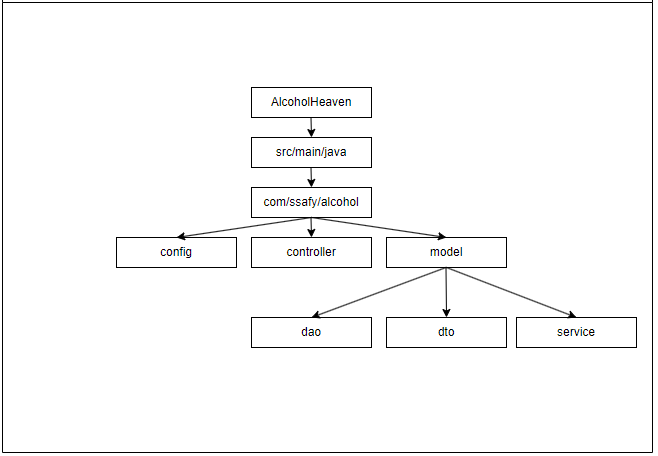 AlcoholHeaven
src/main/java
com/ssafy/alcohol
config
controller
model
dao
dto
service